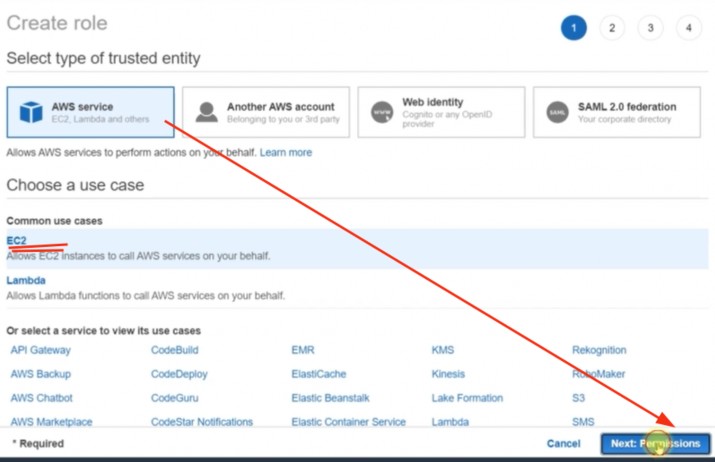 Create role
1 2 3 4
Select type of trusted entity
AWS service
EC2, Lambda and others
Another AWS account
Belonging to you or 3rd party
WWW
Web identity
Cognito or any OpenID
provider
SAML
SAML 2.0 federation
Your corporate directory
Allows AWS services to perform actions on your behalf. Learn more
Choose a use case
Common use cases
EC2
Allows EC2 instances to call AWS services on your behalf.
Lambda
Allows Lambda functions to call AWS services on your behalf.
Or select a service to view its use cases
API Gateway CodeBuild EMR KMS Rekognition
AWS Backup CodeDeploy ElastiCache Kinesis RoboMaker
AWS Chatbot CodeGuru Elastic Beanstalk Lake Formation S3
AWS Marketplace CodeStar Notifications Elastic Container Service Lambda SMS
* Required Cancel Next: Permissions